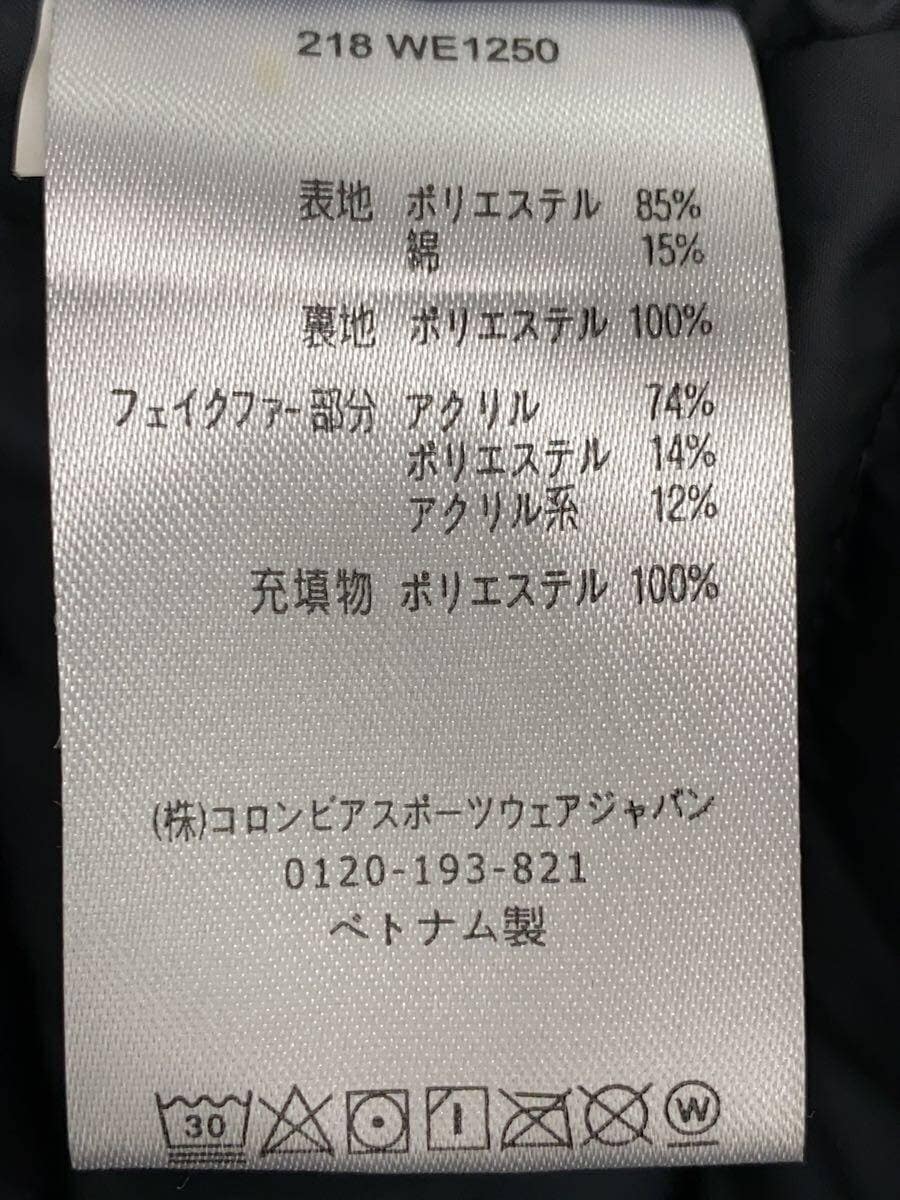 218 WE1250
表地 ポリエステル 85%
綿 15%
裏地 ポリエステル 100%
フェイクファー部分 アクリル 74%
ポリエステル 14%
アクリル系 12%
充填物 ポリエステル 100%
(株)コロンビアスポーツウェアジャパン
0120-193-821
ベトナム製
30 W